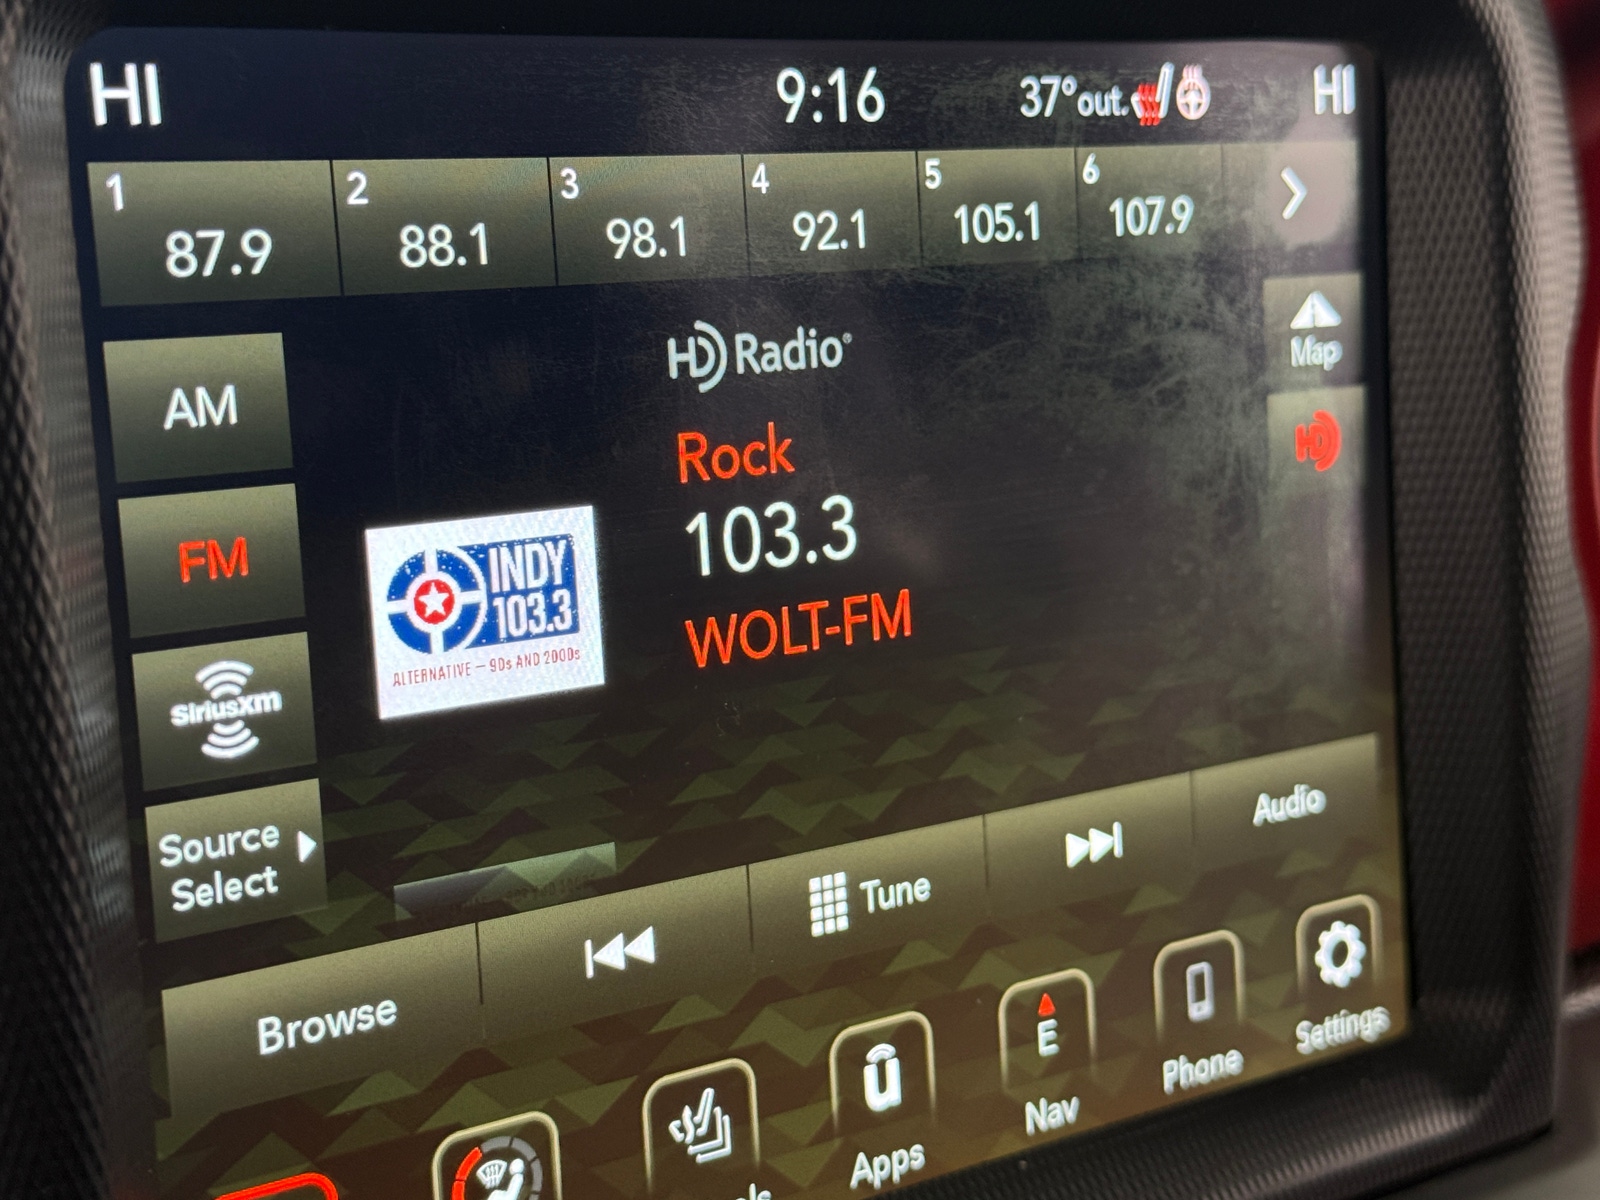 HI
9:16
37° out.
HI
1
87.9
2
88.1
3
98.1
4
92.1
5
105.1
6
107.9
HD Radio
Map
AM
HD
Rock
103.3
FM
WOLT-FM
INDY
103.3
ALTERNATIVE — 90s AND 2000s
SiriusXM
Source
Select
Audio
Tune
Browse
E
Settings
Phone
Nav
Apps